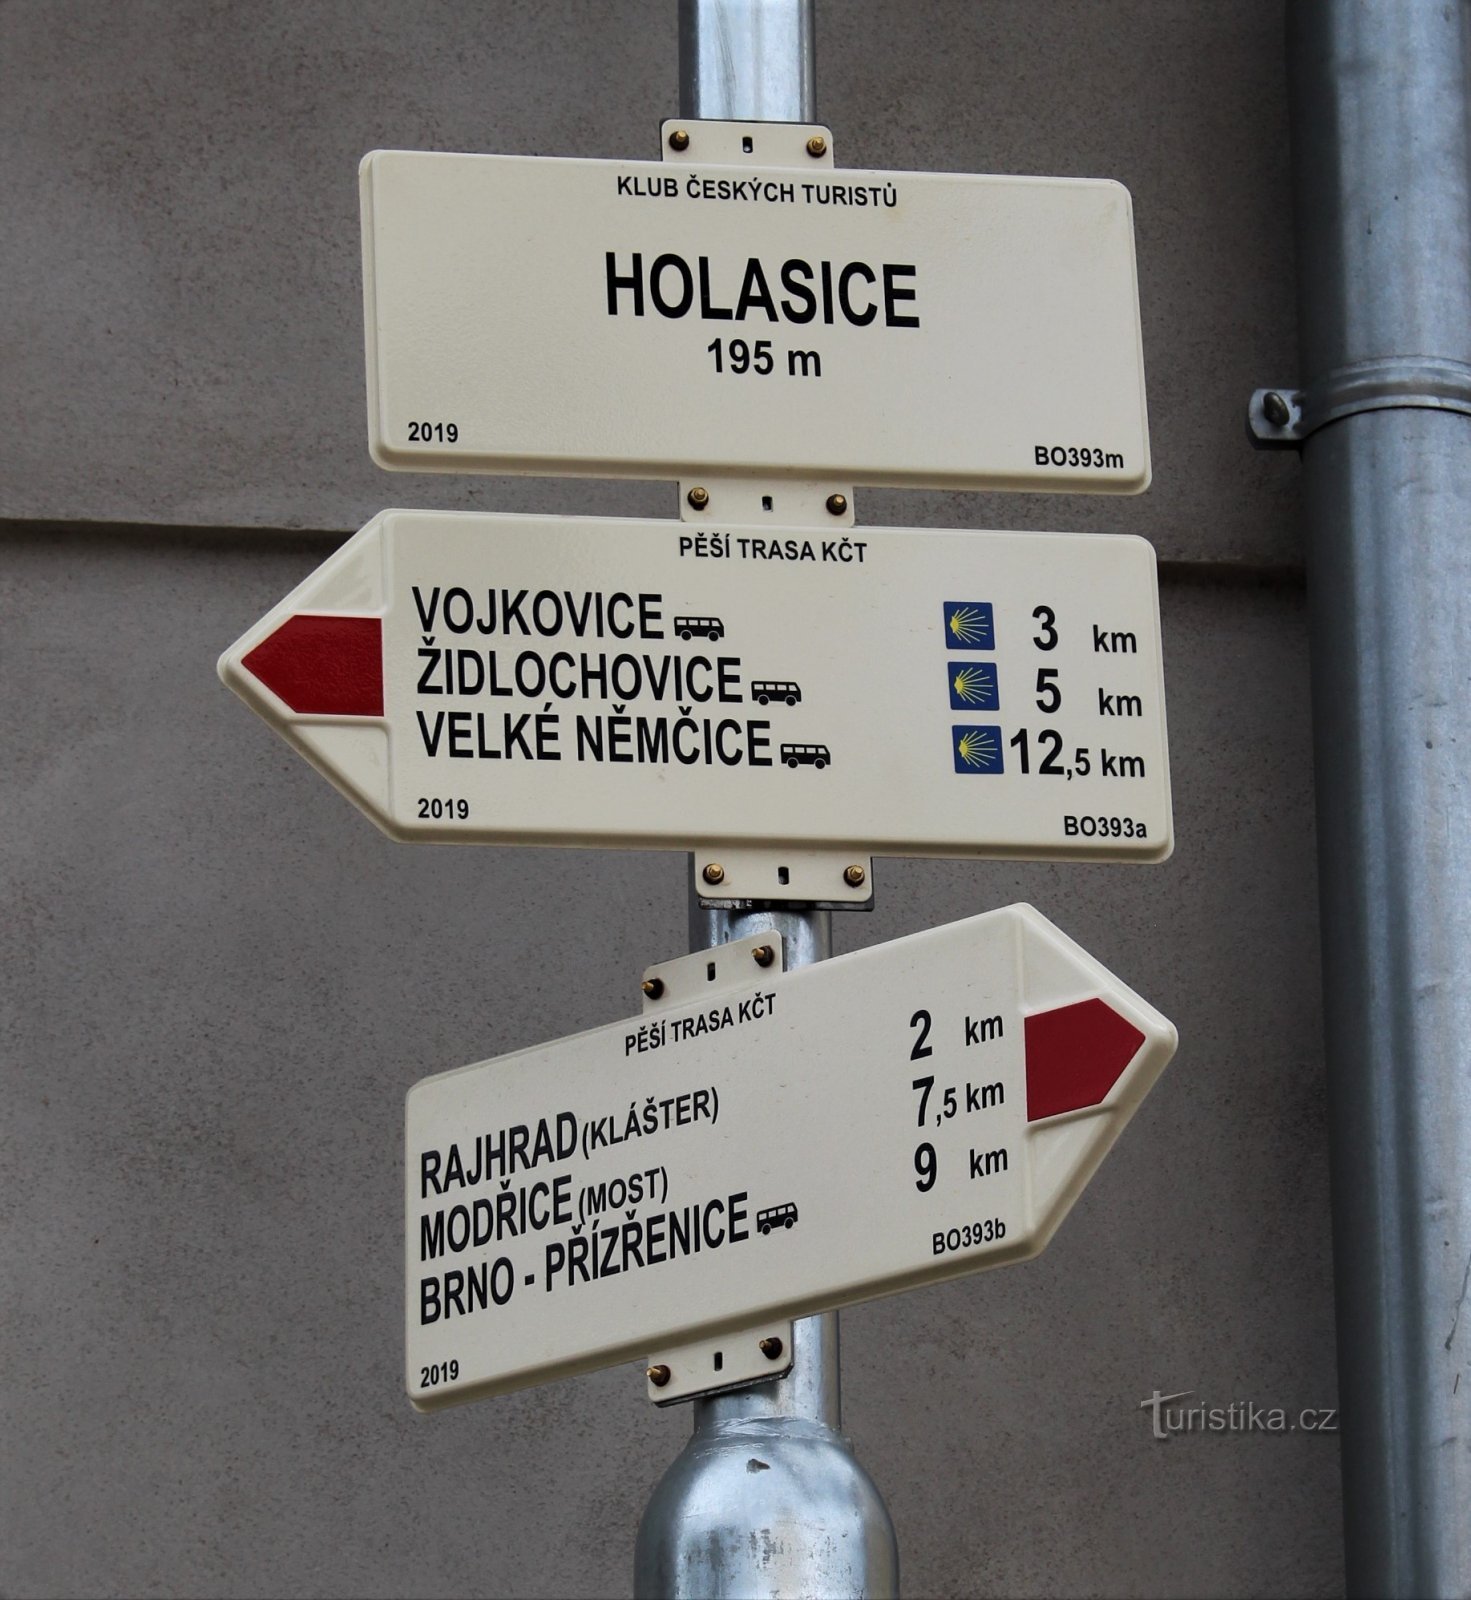 KLUB ČESKÝCH TURISTŮ
HOLASICE
195 m
2019 BO393m
PĚŠÍ TRASA KČT
VOJKOVICE 3 km
ŽIDLOCHOVICE 5 km
VELKÉ NĚMČICE 12,5 km
2019 BO393a
PĚŠÍ TRASA KČT
RAJHRAD (KLÁŠTER) 2 km
MODŘICE (MOST) 7,5 km
BRNO - PŘÍZŘENICE 9 km
2019 BO393b
Turistika.cz